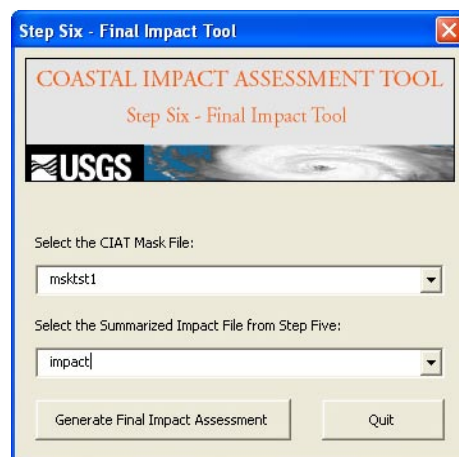 Step Six - Final Impact Tool
COASTAL IMPACT ASSESSMENT TOOL
Step Six - Final Impact Tool
USGS
Select the CIAT Mask File:
msktst1
Select the Summarized Impact File from Step Five:
impact
Generate Final Impact Assessment
Quit